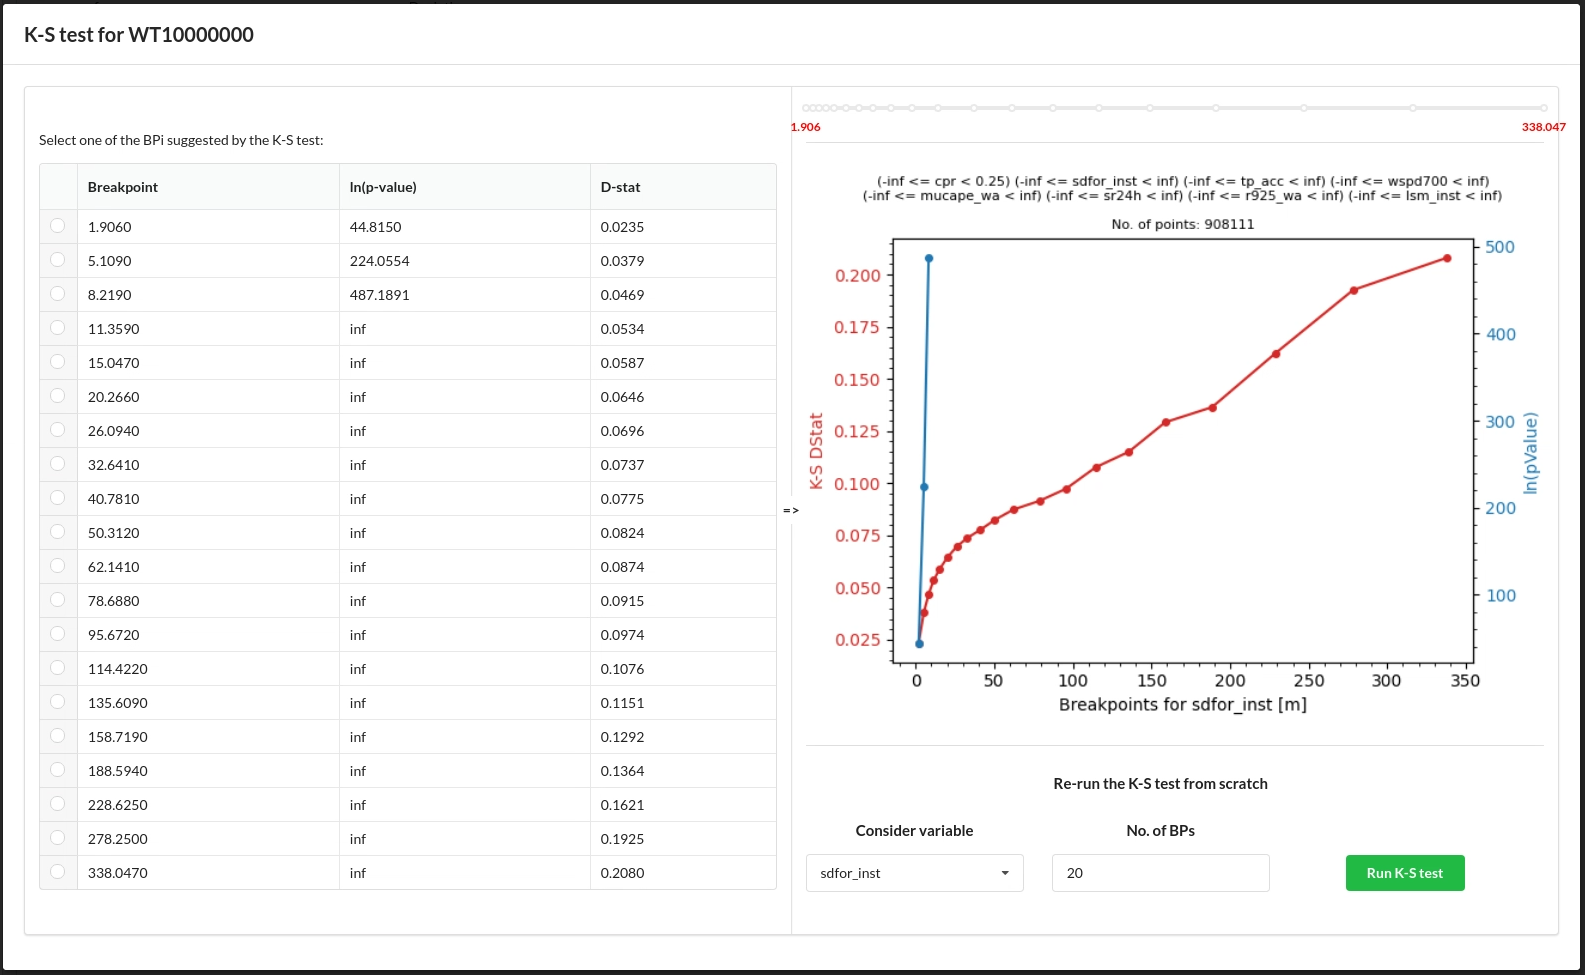 K-S test for WT10000000
Select one of the BPi suggested by the K-S test:
Breakpoint ln(p-value) D-stat
1.9060 44.8150 0.0235
5.1090 224.0554 0.0379
8.2190 487.1891 0.0469
11.3590 inf 0.0534
15.0470 inf 0.0587
20.2660 inf 0.0646
26.0940 inf 0.0696
32.6410 inf 0.0737
40.7810 inf 0.0775
50.3120 inf 0.0824
62.1410 inf 0.0874
78.6880 inf 0.0915
95.6720 inf 0.0974
114.4220 inf 0.1076
135.6090 inf 0.1151
158.7190 inf 0.1292
188.5940 inf 0.1364
228.6250 inf 0.1621
278.2500 inf 0.1925
338.0470 inf 0.2080
=>
1.906 338.047
(-inf <= cpr < 0.25) (-inf <= sdfor_inst < inf) (-inf <= tp_acc < inf) (-inf <= wspd700 < inf)
(-inf <= mucape_wa < inf) (-inf <= sr24h < inf) (-inf <= r925_wa < inf) (-inf <= lsm_inst < inf)
No. of points: 908111
K-S DStat
0.200
0.175
0.150
0.125
0.100
0.075
0.050
0.025
500
400
300
200
100
ln(pValue)
0 50 100 150 200 250 300 350
Breakpoints for sdfor_inst [m]
Re-run the K-S test from scratch
Consider variable No. of BPs
sdfor_inst 20 Run K-S test